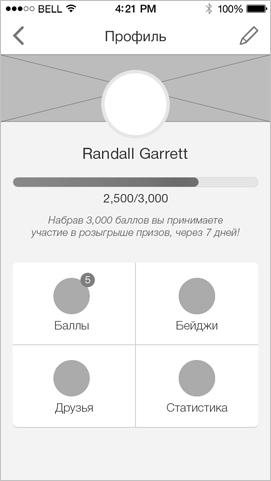 BELL 4:21 PM 100%
Профиль
Randall Garrett
2,500/3,000
Набрав 3,000 баллов вы принимаете
участие в розыгрыше призов, через 7 дней!
5
Баллы Бейджи
Друзья Статистика